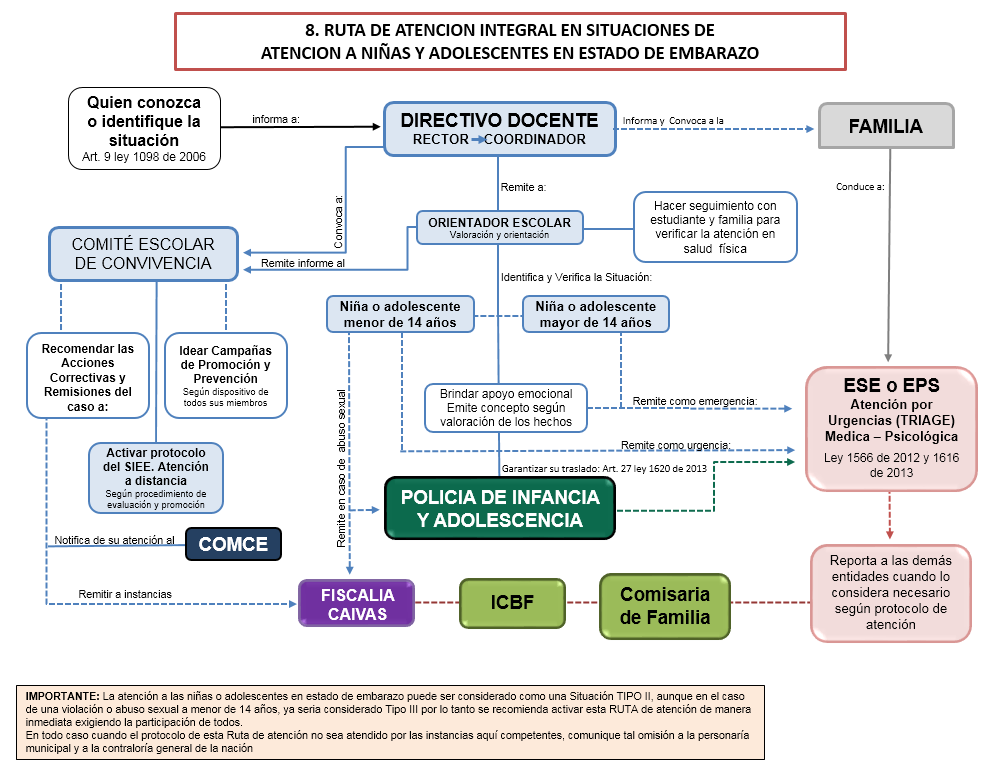 8. RUTA DE ATENCION INTEGRAL EN SITUACIONES DE
ATENCION A NIÑAS Y ADOLESCENTES EN ESTADO DE EMBARAZO
Quien conozca
o identifique la
situación
Art. 9 ley 1098 de 2006
informa a:
DIRECTIVO DOCENTE
RECTOR COORDINADOR
Informa y Convoca a la
FAMILIA
Conduce a:
Convoca a:
Remite a:
ORIENTADOR ESCOLAR
Valoración y orientación
Hacer seguimiento con
estudiante y familia para
verificar la atención en
salud física
COMITÉ ESCOLAR
DE CONVIVENCIA
Remite informe al
Identifica y Verifica la Situación:
Niña o adolescente
menor de 14 años
Niña o adolescente
mayor de 14 años
Recomendar las
Acciones
Correctivas y
Remisiones del
caso a:
Idear Campañas
de Promoción y
Prevención
Según dispositivo de
todos sus miembros
Remite en caso de abuso sexual
Brindar apoyo emocional
Emite concepto según
valoración de los hechos
Remite como emergencia:
Remite como urgencia:
ESE o EPS
Atención por
Urgencias (TRIAGE)
Medica – Psicológica
Ley 1566 de 2012 y 1616
de 2013
Activar protocolo
del SIEE. Atención
a distancia
Según procedimiento de
evaluación y promoción
Garantizar su traslado: Art. 27 ley 1620 de 2013
POLICIA DE INFANCIA
Y ADOLESCENCIA
Notifica de su atención al
COMCE
Remitir a instancias
FISCALIA
CAIVAS
ICBF
Comisaria
de Familia
Reporta a las demás
entidades cuando lo
considera necesario
según protocolo de
atención
IMPORTANTE: La atención a las niñas o adolescentes en estado de embarazo puede ser considerado como una Situación TIPO II, aunque en el caso
de una violación o abuso sexual a menor de 14 años, ya seria considerado Tipo III por lo tanto se recomienda activar esta RUTA de atención de manera
inmediata exigiendo la participación de todos.
En todo caso cuando el protocolo de esta Ruta de atención no sea atendido por las instancias aquí competentes, comunique tal omisión a la personaría
municipal y a la contraloría general de la nación